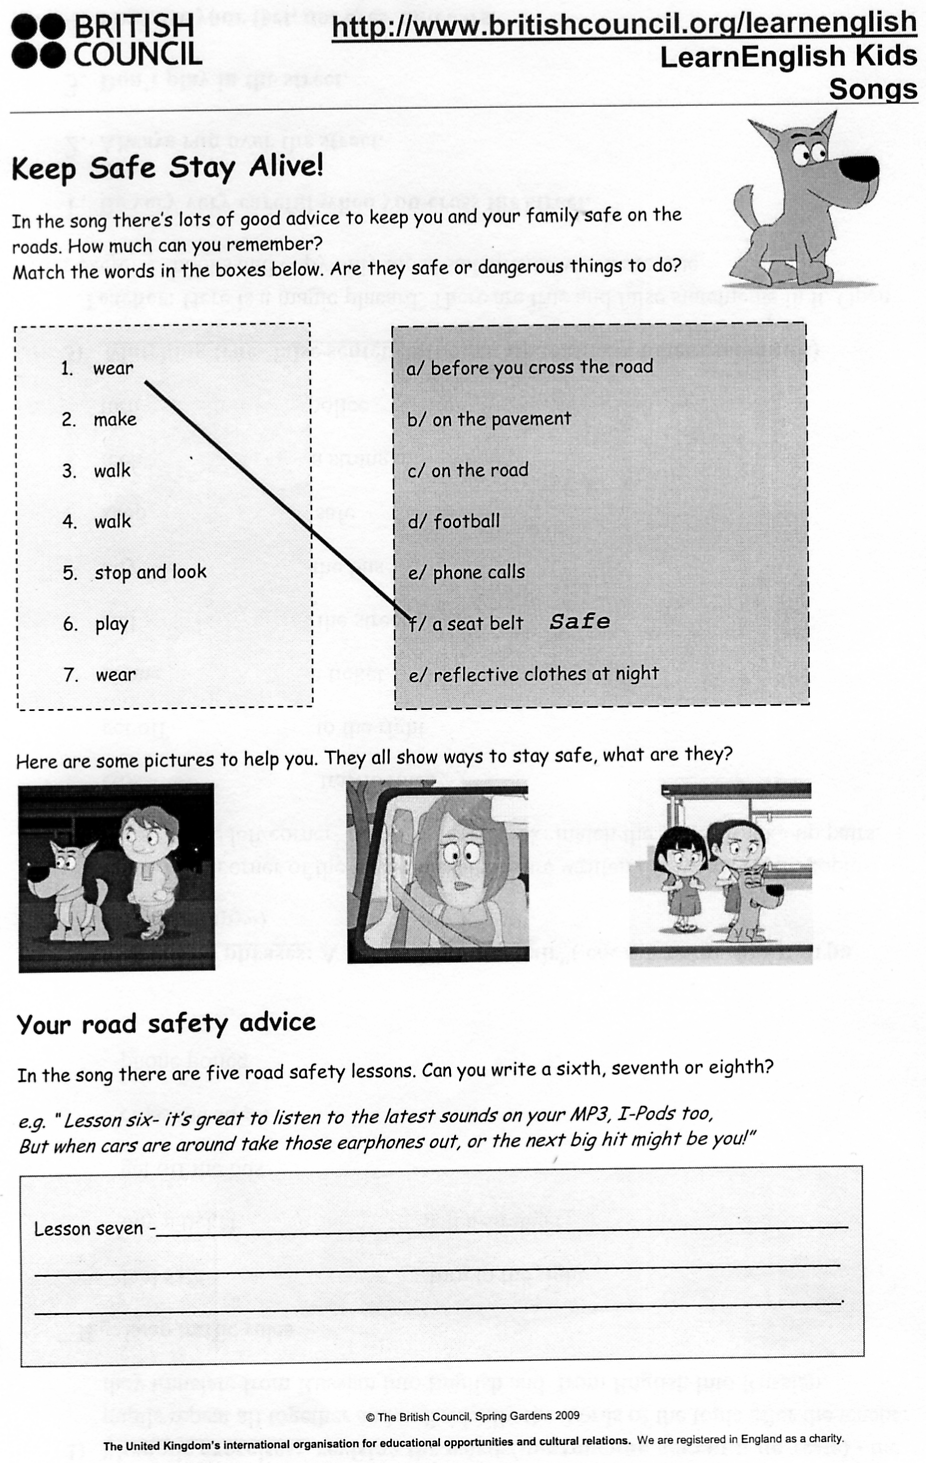 BRITISH
COUNCIL
http://www.britishcouncil.org/learnenglish
LearnEnglish Kids
Songs
Keep Safe Stay Alive!
In the song there's lots of good advice to keep you and your family safe on the
roads. How much can you remember?
Match the words in the boxes below. Are they safe or dangerous things to do?
1. wear
2. make
3. walk
4. walk
5. stop and look
6. play
7. wear
a/ before you cross the road
b/ on the pavement
c/ on the road
d/ football
e/ phone calls
f/ a seat belt Safe
e/ reflective clothes at night
Here are some pictures to help you. They all show ways to stay safe, what are they?
Your road safety advice
In the song there are five road safety lessons. Can you write a sixth, seventh or eighth?
e.g. "Lesson six- it's great to listen to the latest sounds on your MP3, I-Pods too,
But when cars are around take those earphones out, or the next big hit might be you!"
Lesson seven -
© The British Council, Spring Gardens 2009
The United Kingdom's international organisation for educational opportunities and cultural relations. We are registered in England as a charity.